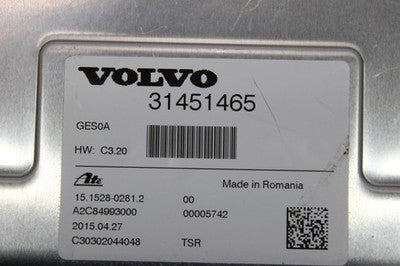 VOLVO
31451465
GES0A
HW: C3.20
Ate Made in Romania
15.1528-0281.2 00
A2C84993000 00005742
2015.04.27
C30302044048 TSR